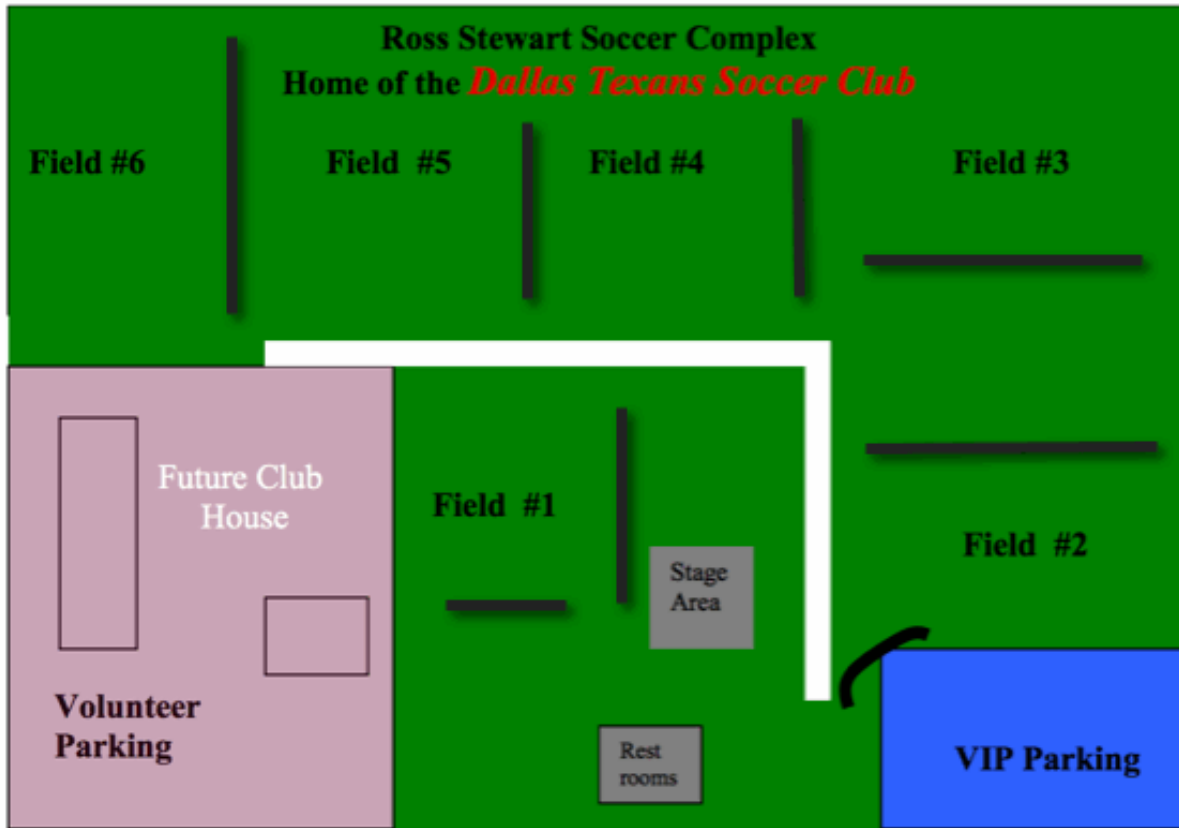 Ross Stewart Soccer Complex
Home of the Dallas Texans Soccer Club
Field #6
Field #5
Field #4
Field #3
Future Club
House
Field #1
Field #2
Stage
Area
Volunteer
Parking
Rest
rooms
VIP Parking